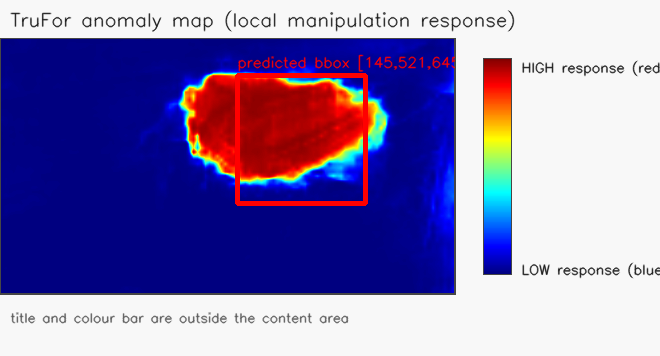 TruFor anomaly map (local manipulation response)
predicted bbox [145,521,645
HIGH response (red
LOW response (blue
title and colour bar are outside the content area